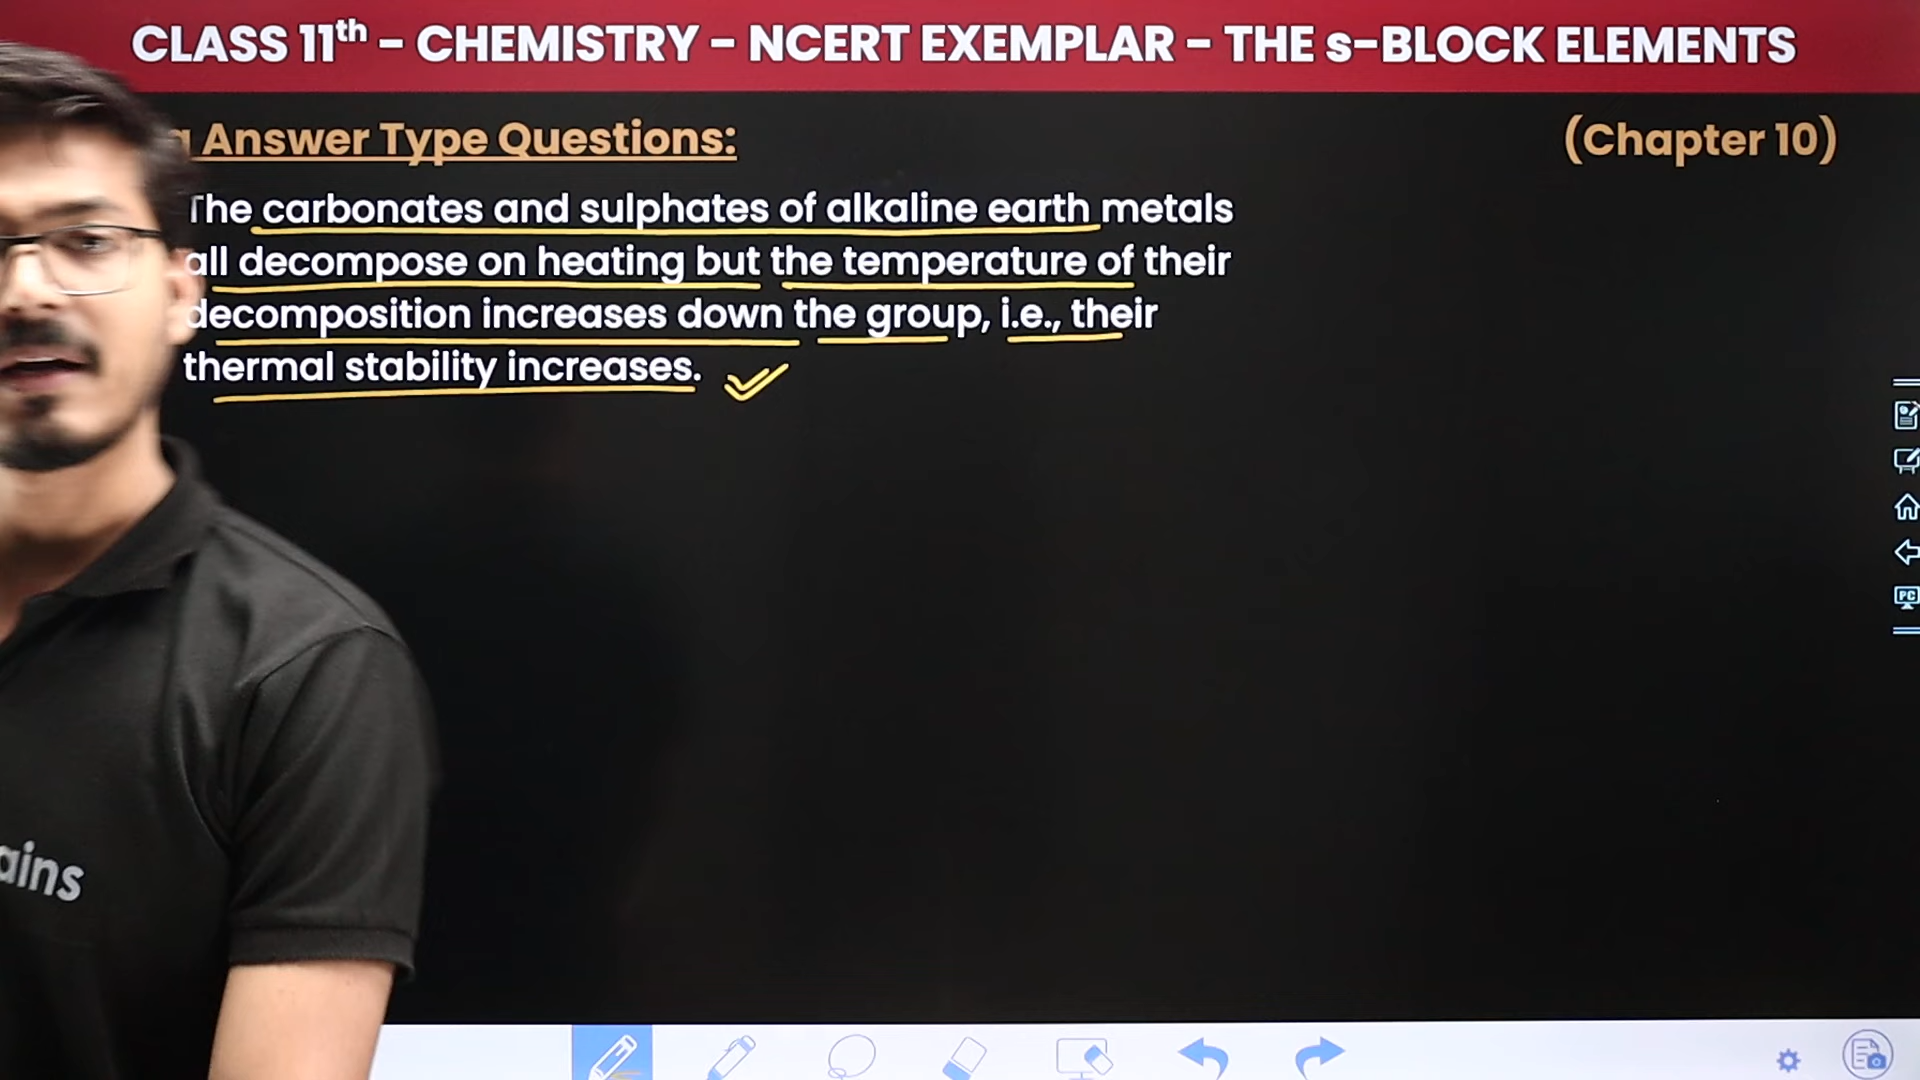 CLASS 11th - CHEMISTRY - NCERT EXEMPLAR - THE s-BLOCK ELEMENTS
Answer Type Questions:
(Chapter 10)
The carbonates and sulphates of alkaline earth metals
all decompose on heating but the temperature of their
decomposition increases down the group, i.e., their
thermal stability increases.
PC
ains